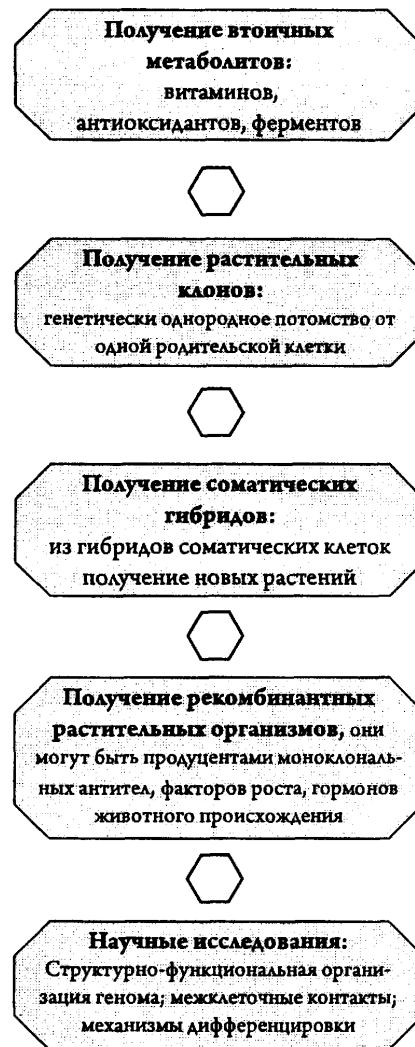 Получение втоичных
метаболитов:
витаминов,
антиоксидантов, ферментов
Получение растительных
клонов:
генетически однородное потомство от
одной родительской клетки
Получение соматических
гибридов:
из гибридов соматических клеток
получение новых растений
Получение рекомбинантных
растительных организмов, они
могут быть продуцентами моноклональ-
ных антител, факторов роста, гормонов
животного происхождения
Научные исследования:
Структурно-функциональная органи-
зация генома; межклеточные контакты;
механизмы дифференцировки